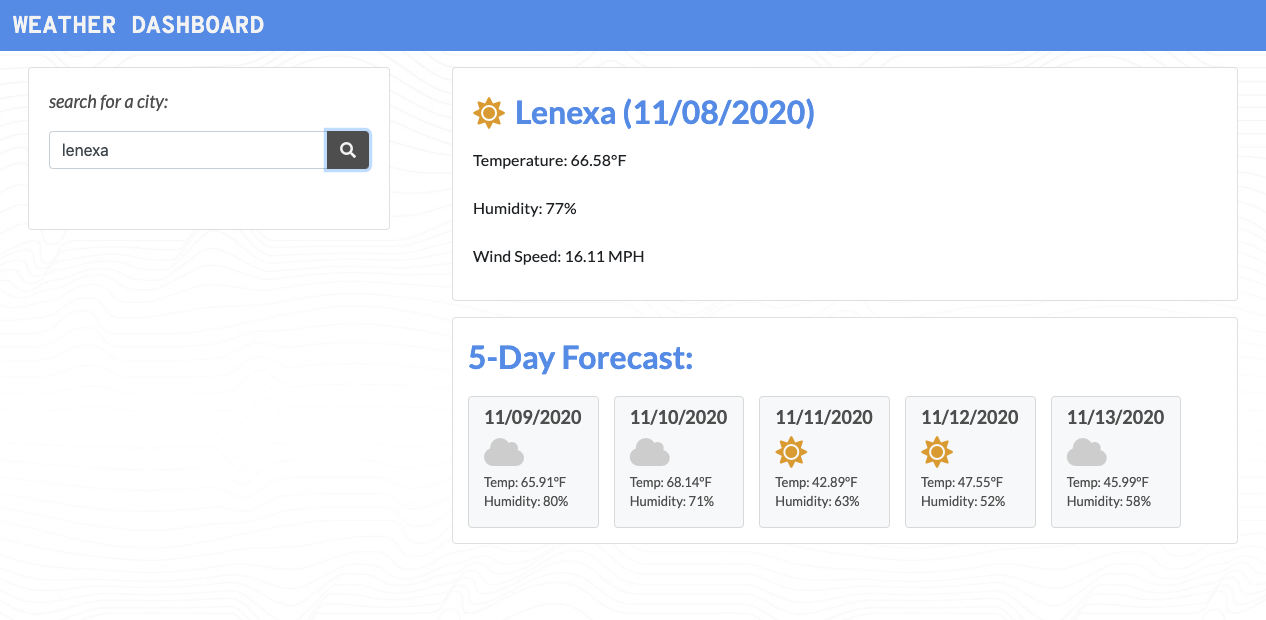 WEATHER DASHBOARD
search for a city:
lenexa
Lenexa (11/08/2020)
Temperature: 66.58°F
Humidity: 77%
Wind Speed: 16.11 MPH
5-Day Forecast:
11/09/2020
Temp: 65.91°F
Humidity: 80%
11/10/2020
Temp: 68.14°F
Humidity: 71%
11/11/2020
Temp: 42.89°F
Humidity: 63%
11/12/2020
Temp: 47.55°F
Humidity: 52%
11/13/2020
Temp: 45.99°F
Humidity: 58%